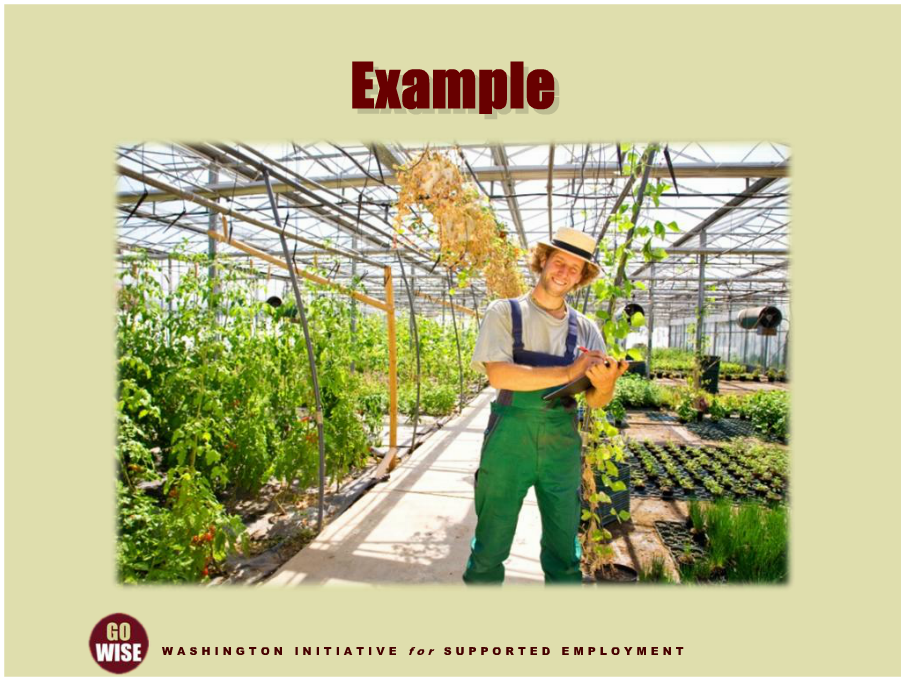 Example
GO
WISE
WASHINGTON INITIATIVE for SUPPORTED EMPLOYMENT